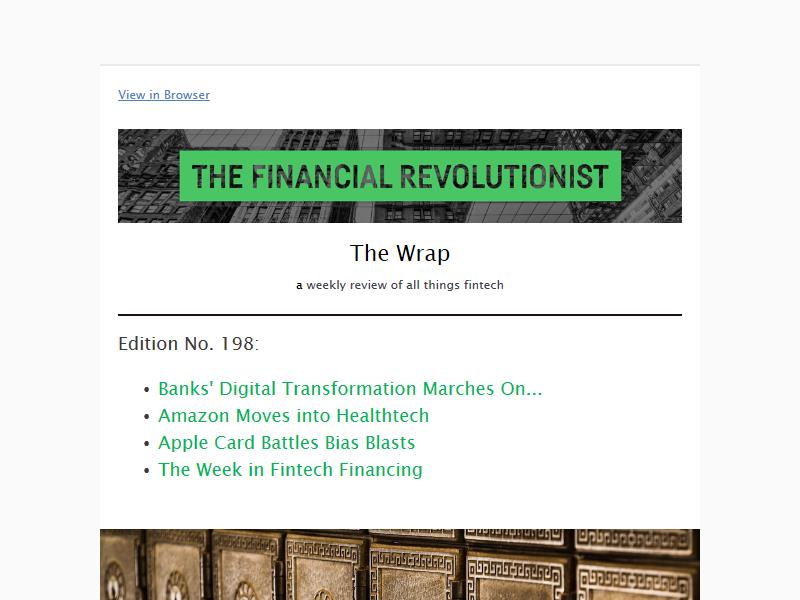 View in Browser
THE FINANCIAL REVOLUTIONIST
The Wrap
a weekly review of all things fintech
Edition No. 198:
• Banks' Digital Transformation Marches On...
• Amazon Moves into Healthtech
• Apple Card Battles Bias Blasts
• The Week in Fintech Financing